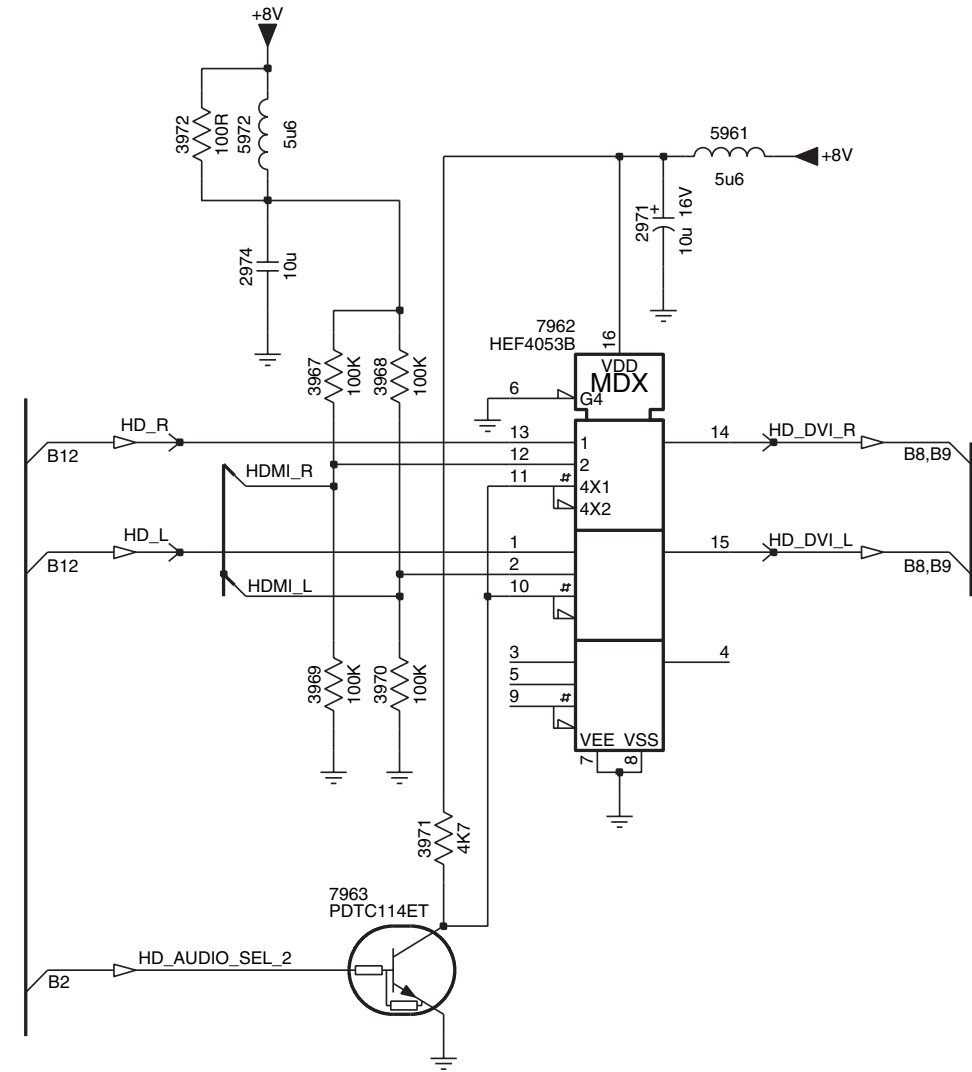 +8V
3972
100R
5972
5u6
2974
10u
5961
5u6
+8V
2971
+
10u 16V
7962
HEF4053B
16
VDD
MDX
G4
6
3967
100K
3968
100K
HD_R
B12
13
1
14
HD_DVI_R
B8,B9
12
2
HDMI_R
11
#
4X1
4X2
HD_L
B12
1
15
HD_DVI_L
B8,B9
2
HDMI_L
10
#
3969
100K
3970
100K
3
4
5
9
#
VEE VSS
7
8
3971
4K7
7963
PDTC114ET
HD_AUDIO_SEL_2
B2